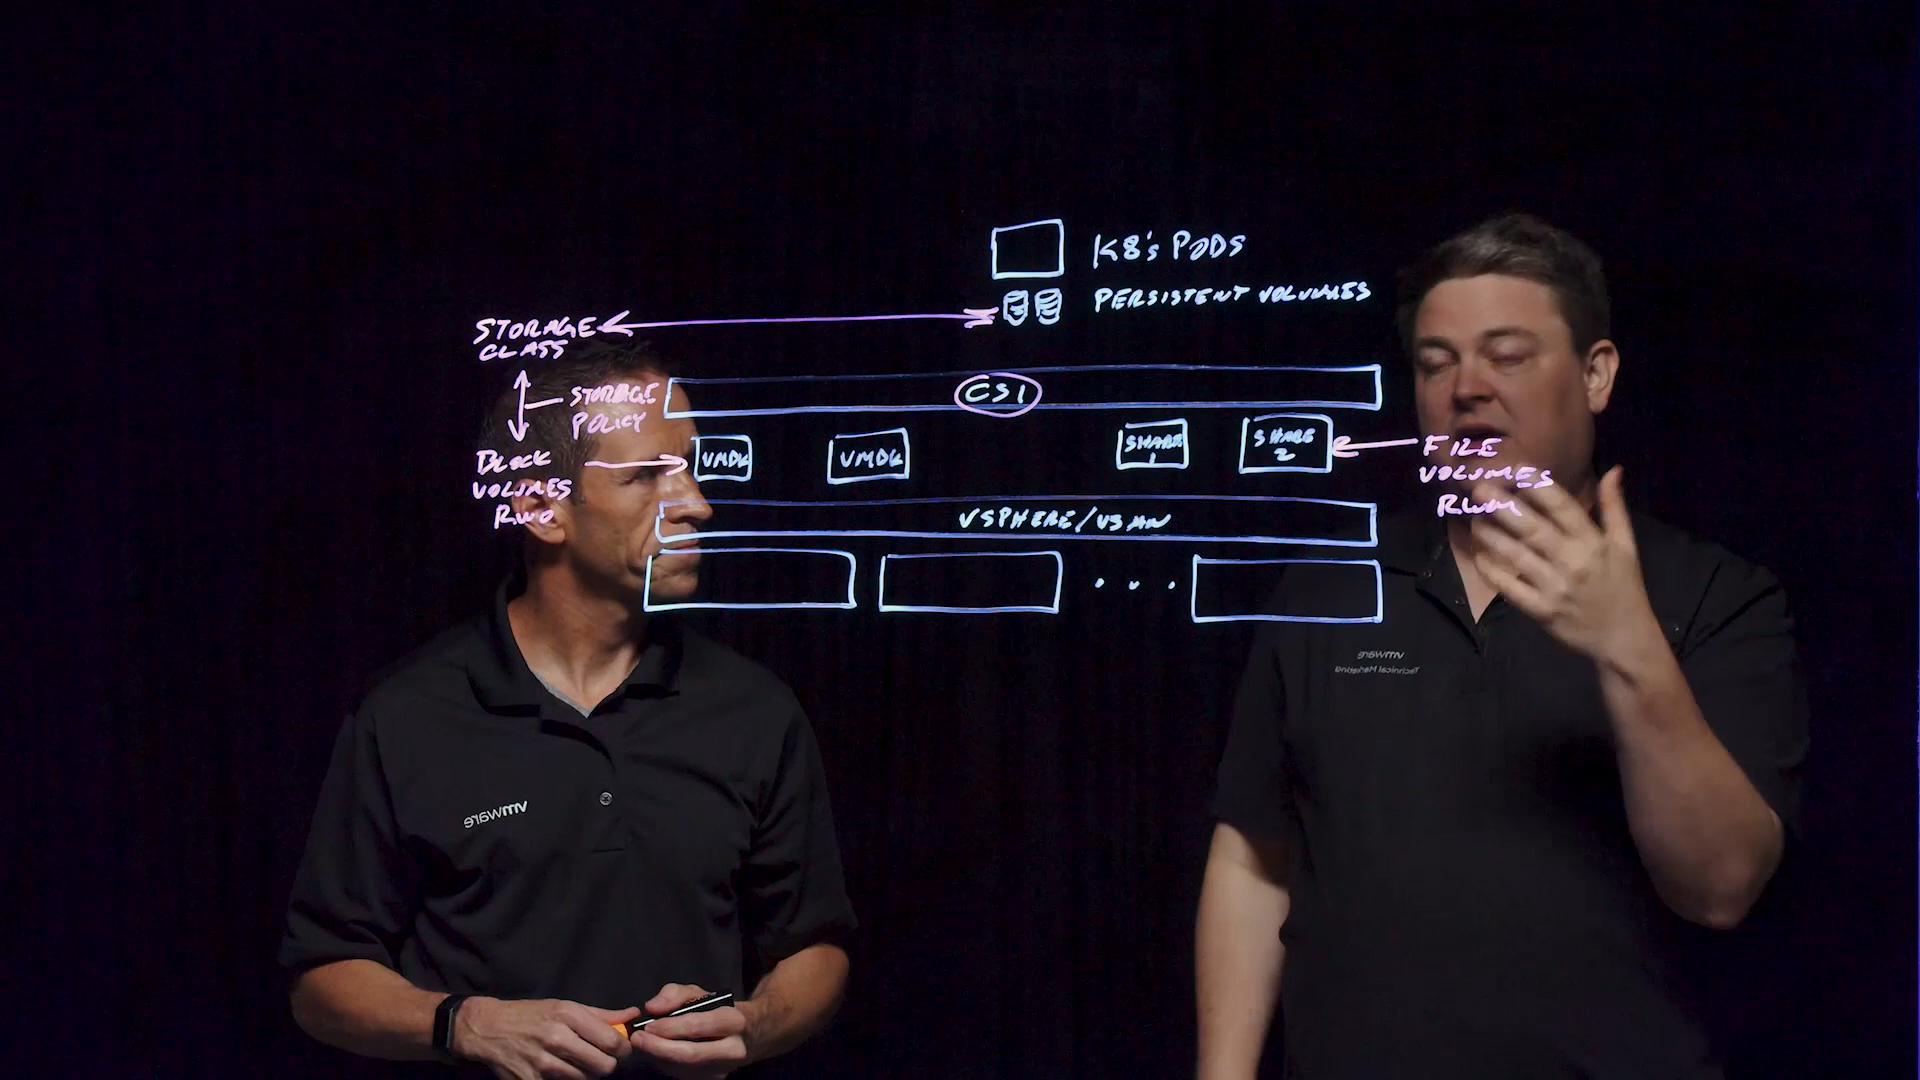 K8's PODS
PERSISTENT VOLUMES
STORAGE
CLASS
STORAGE
POLICY
CSI
BLOCK
VOLUMES
RWO
VMDK
VMDK
SHARE
1
SHARE
2
FILE
VOLUMES
RWM
VSPHERE/VSAN
vmware
Technical Marketing
vmware